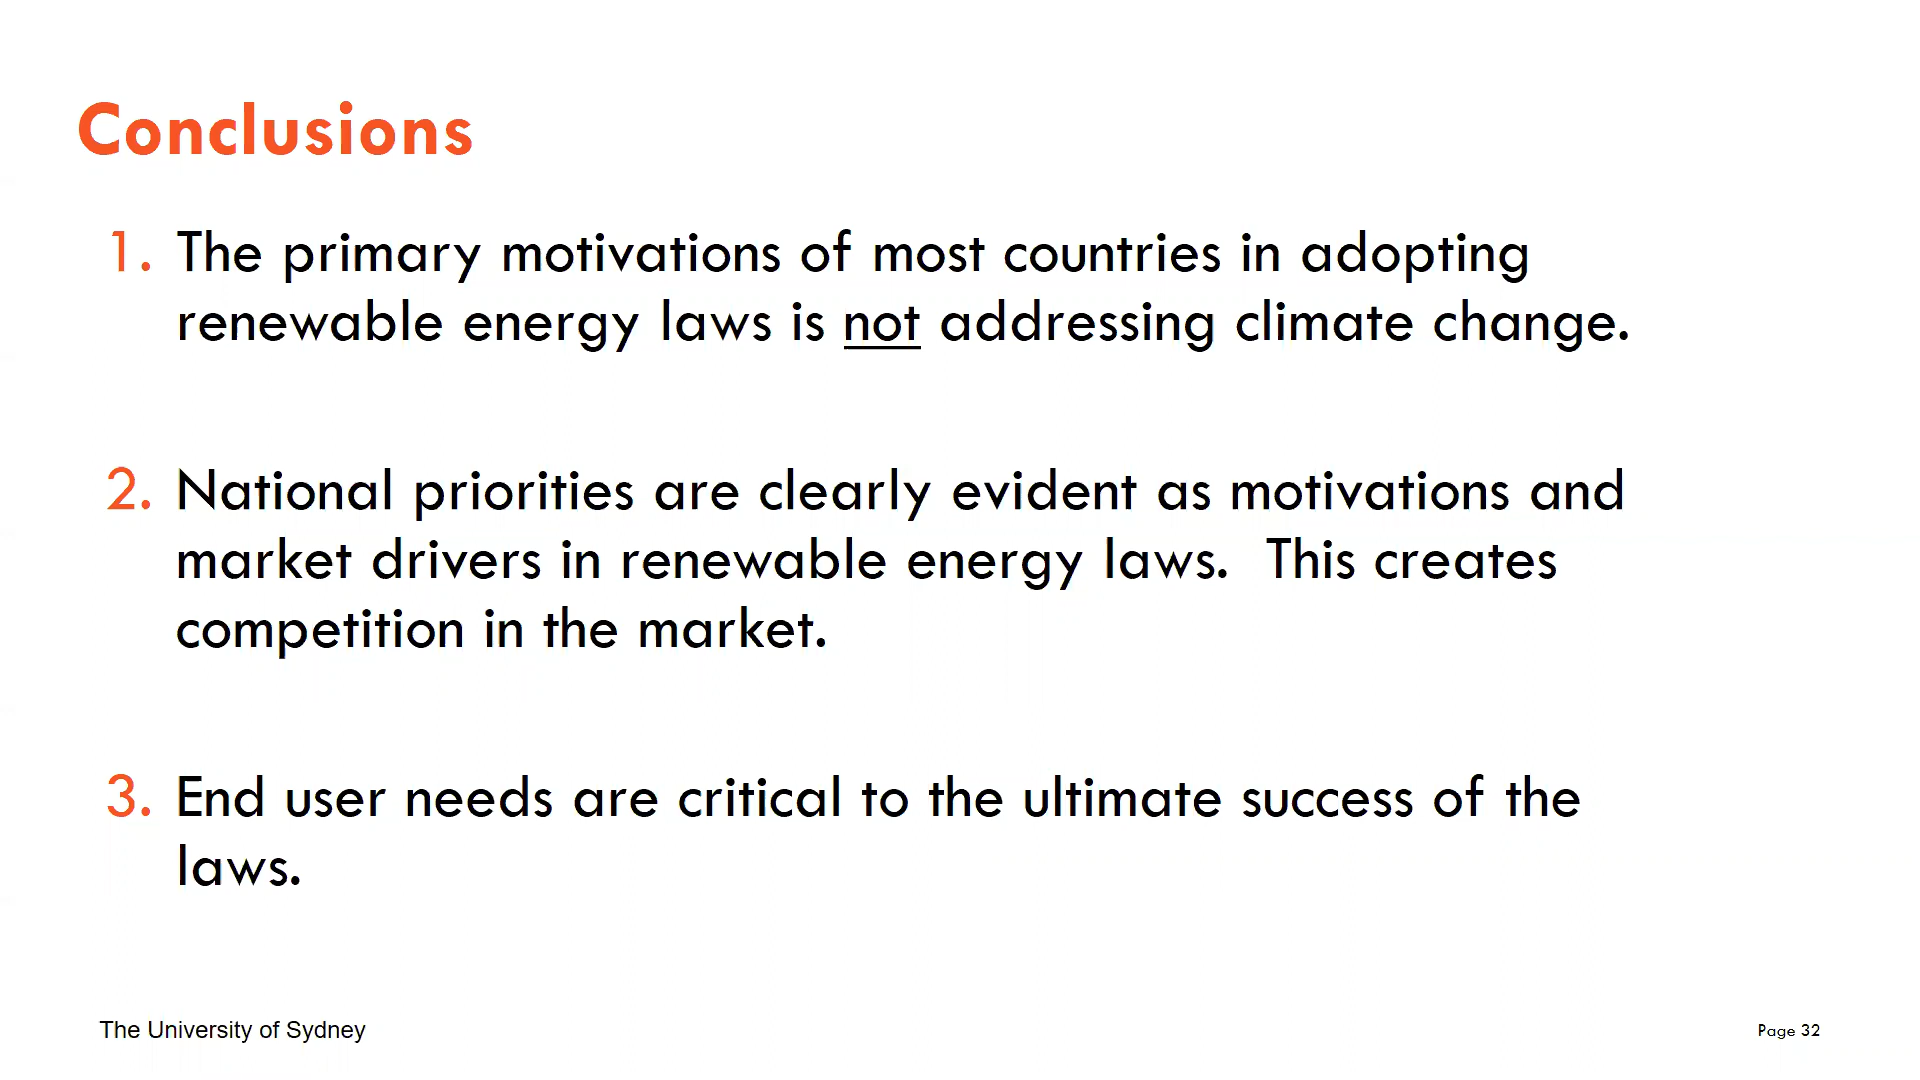 Conclusions
1. The primary motivations of most countries in adopting
renewable energy laws is not addressing climate change.
2. National priorities are clearly evident as motivations and
market drivers in renewable energy laws.  This creates
competition in the market.
3. End user needs are critical to the ultimate success of the
laws.
The University of Sydney
Page 32